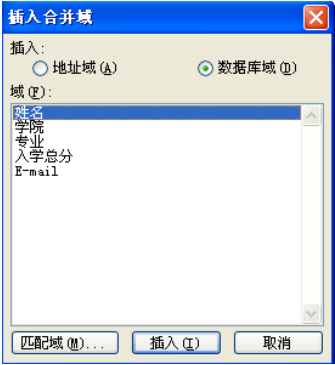 插入合并域
插入:
地址域(A) 数据库域(D)
域(F):
姓名
学院
专业
入学总分
E-mail
匹配域(M)... 插入(I) 取消